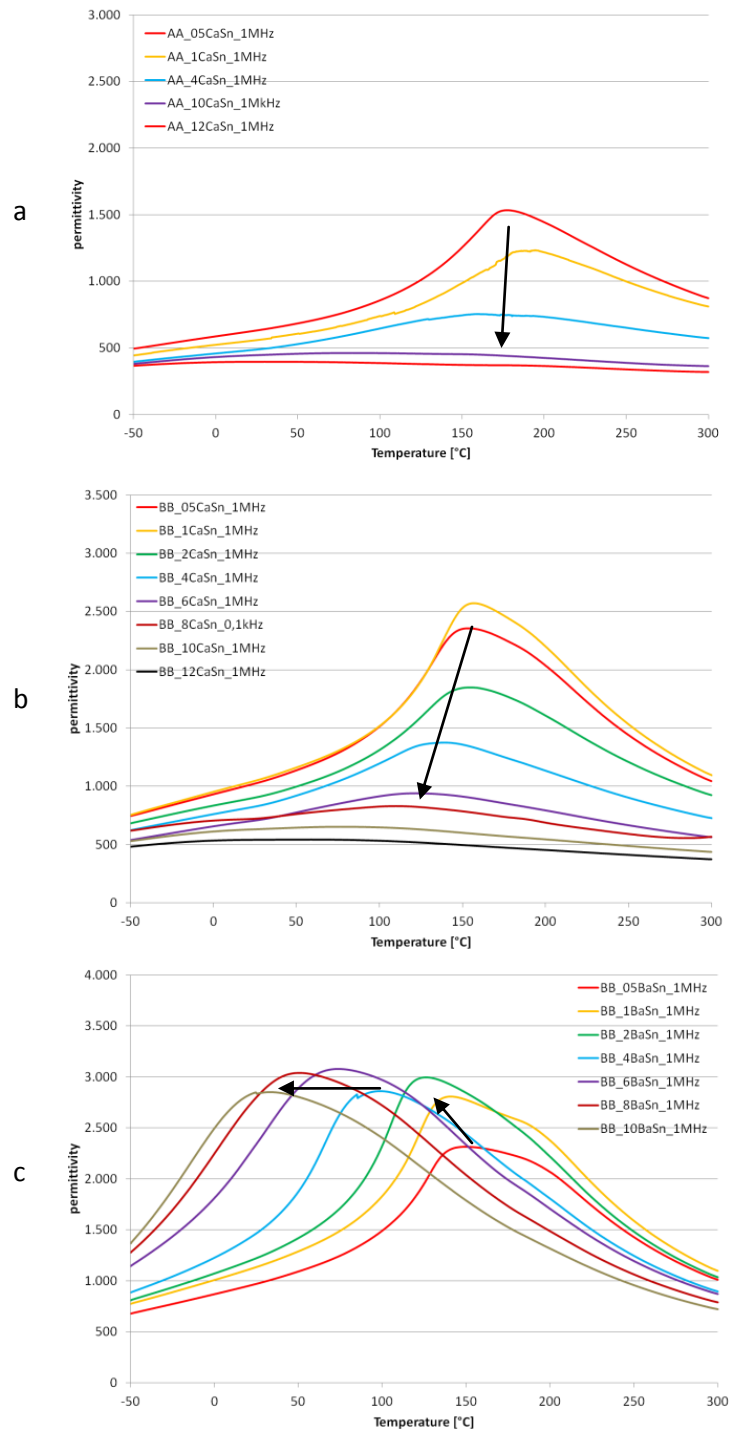 a
3.000
2.500
2.000
1.500
1.000
500
0
permittivity
AA_05CaSn_1MHz
AA_1CaSn_1MHz
AA_4CaSn_1MHz
AA_10CaSn_1MkHz
AA_12CaSn_1MHz
-50 0 50 100 150 200 250 300
Temperature [°C]
b
3.500
3.000
2.500
2.000
1.500
1.000
500
0
permittivity
BB_05CaSn_1MHz
BB_1CaSn_1MHz
BB_2CaSn_1MHz
BB_4CaSn_1MHz
BB_6CaSn_1MHz
BB_8CaSn_0,1kHz
BB_10CaSn_1MHz
BB_12CaSn_1MHz
-50 0 50 100 150 200 250 300
Temperature [°C]
c
4.000
3.500
3.000
2.500
2.000
1.500
1.000
500
0
permittivity
BB_05BaSn_1MHz
BB_1BaSn_1MHz
BB_2BaSn_1MHz
BB_4BaSn_1MHz
BB_6BaSn_1MHz
BB_8BaSn_1MHz
BB_10BaSn_1MHz
-50 0 50 100 150 200 250 300
Temperature [°C]